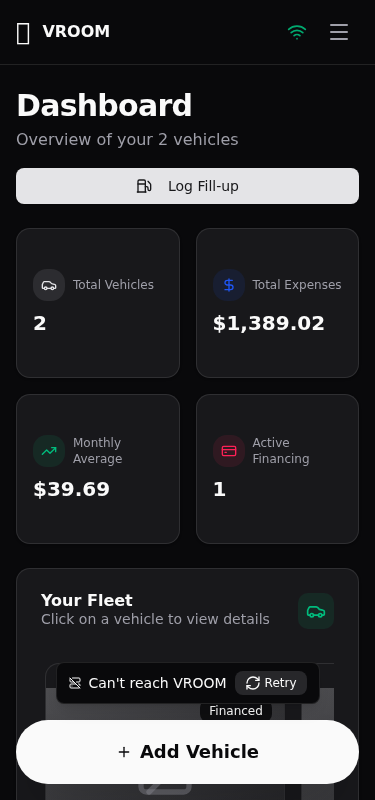 VROOM
Dashboard
Overview of your 2 vehicles
Log Fill-up
Total Vehicles
2
Total Expenses
$1,389.02
Monthly
Average
$39.69
Active
Financing
1
Your Fleet
Click on a vehicle to view details
Can't reach VROOM
Retry
Financed
+ Add Vehicle